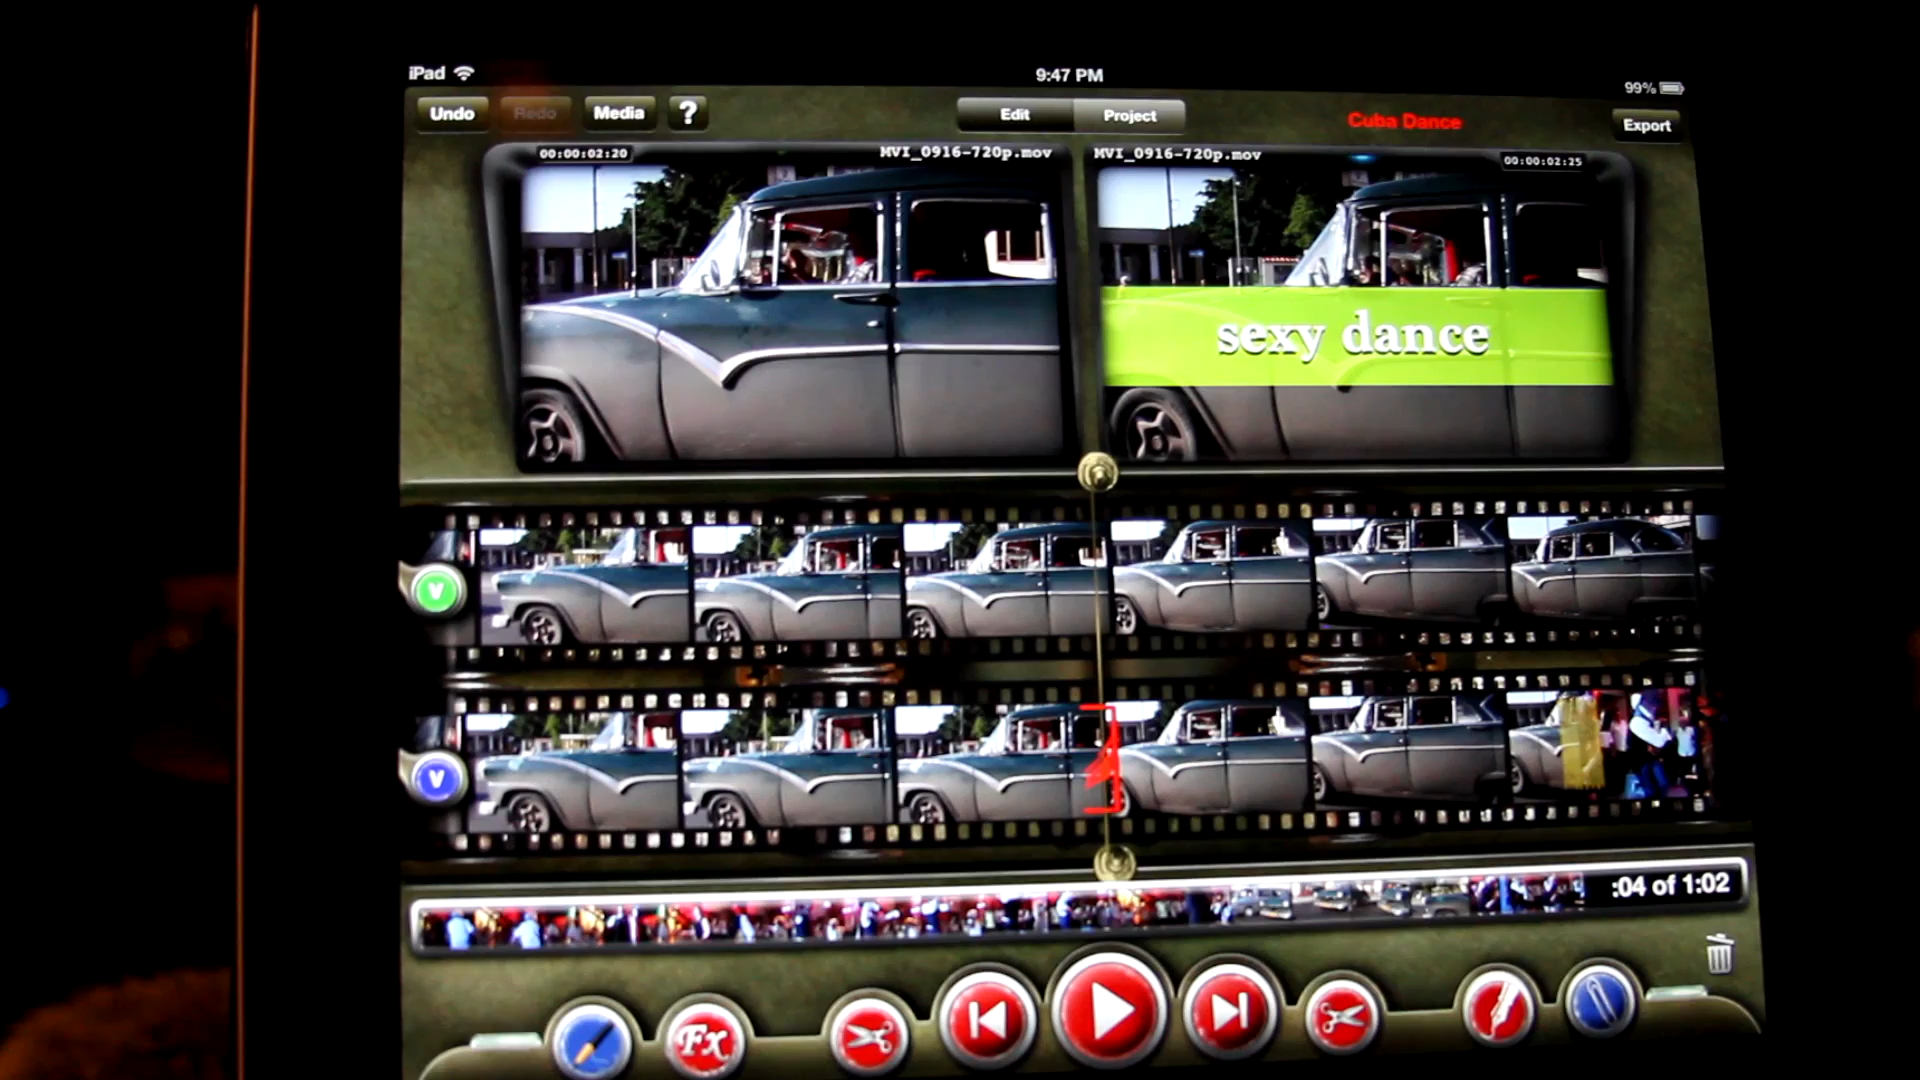 iPad
9:47 PM
99%
Undo
Redo
Media
?
Edit
Project
Cuba Dance
Export
00:00:02:20
MVI_0916-720p.mov
MVI_0916-720p.mov
00:00:02:25
sexy dance
V
V
:04 of 1:02
Fx